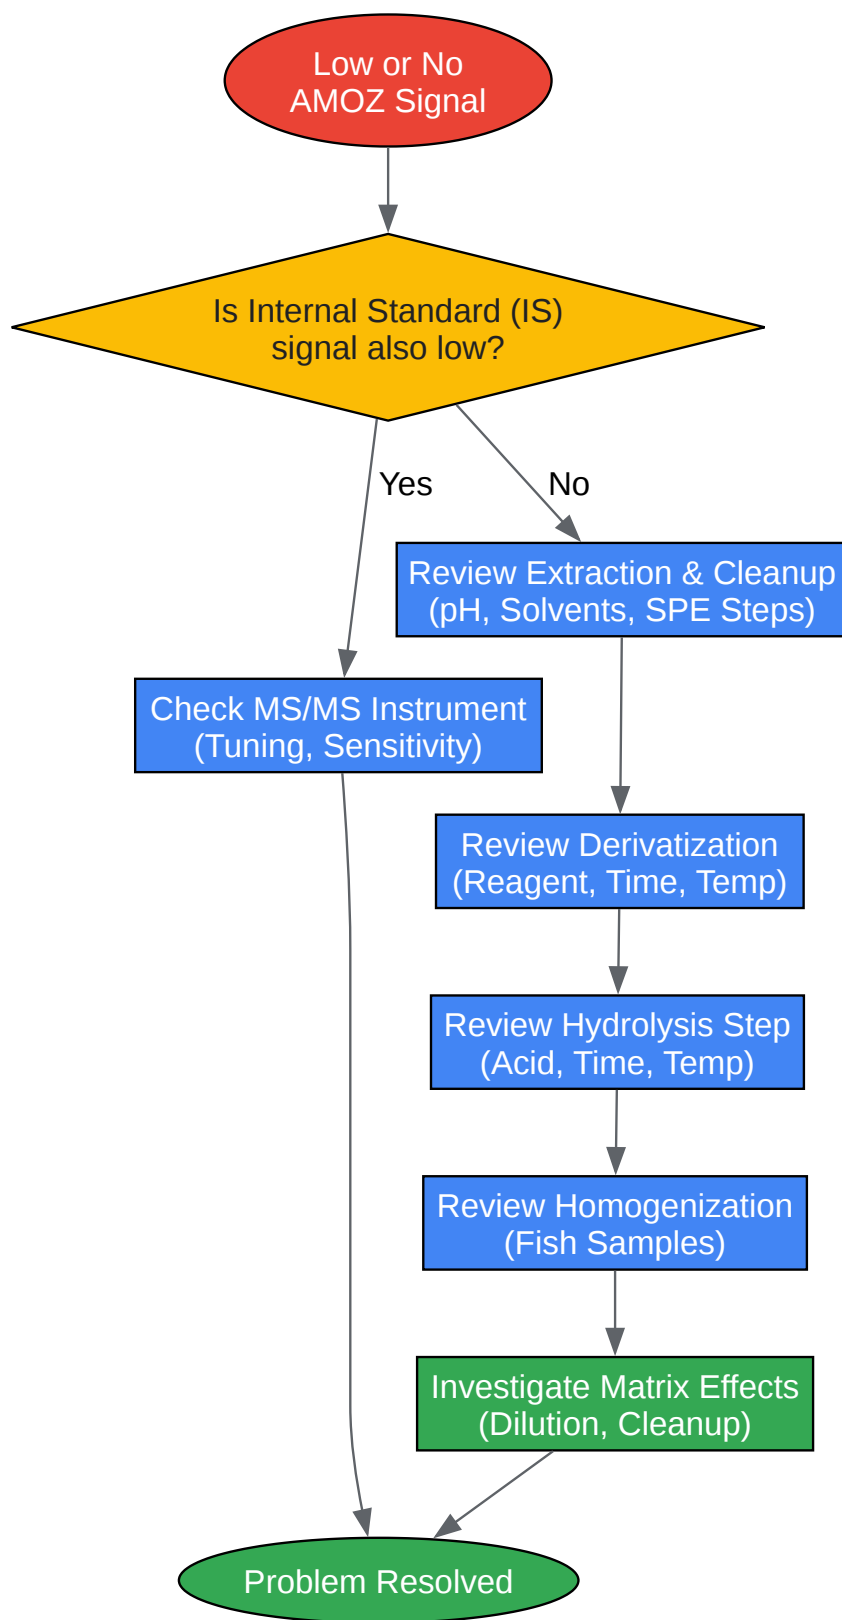 Low or No
AMOZ Signal
Is Internal Standard (IS)
signal also low?
Yes
No
Review Extraction & Cleanup
(pH, Solvents, SPE Steps)
Check MS/MS Instrument
(Tuning, Sensitivity)
Review Derivatization
(Reagent, Time, Temp)
Review Hydrolysis Step
(Acid, Time, Temp)
Review Homogenization
(Fish Samples)
Investigate Matrix Effects
(Dilution, Cleanup)
Problem Resolved